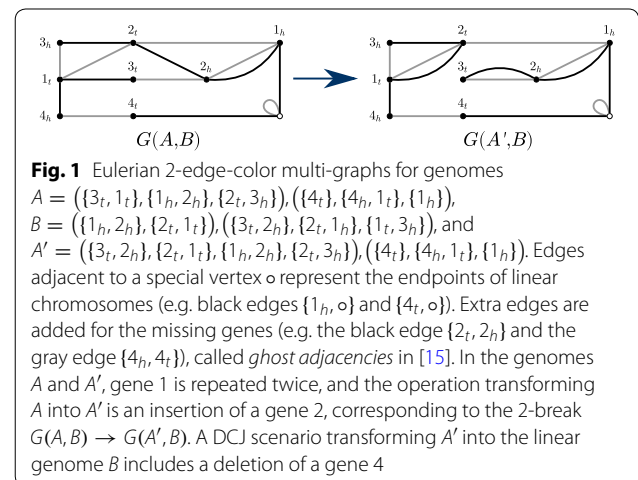 3h 2t 1h 3h 2t 1h
1t 3t 2h 1t 3t 2h
4h 4t 4h 4t
G(A,B) G(A′,B)
Fig. 1 Eulerian 2-edge-color multi-graphs for genomes
A = ({3t, 1t}, {1h, 2h}, {2t, 3h}), ({4t}, {4h, 1t}, {1h}),
B = ({1h, 2h}, {2t, 1t}), ({3t, 2h}, {2t, 1h}, {1t, 3h}), and
A′ = ({3t, 2h}, {2t, 1t}, {1h, 2h}, {2t, 3h}), ({4t}, {4h, 1t}, {1h}). Edges
adjacent to a special vertex ∘ represent the endpoints of linear
chromosomes (e.g. black edges {1h, ∘} and {4t, ∘}). Extra edges are
added for the missing genes (e.g. the black edge {2t, 2h} and the
gray edge {4h, 4t}), called ghost adjacencies in [15]. In the genomes
A and A′, gene 1 is repeated twice, and the operation transforming
A into A′ is an insertion of a gene 2, corresponding to the 2-break
G(A, B) → G(A′, B). A DCJ scenario transforming A′ into the linear
genome B includes a deletion of a gene 4